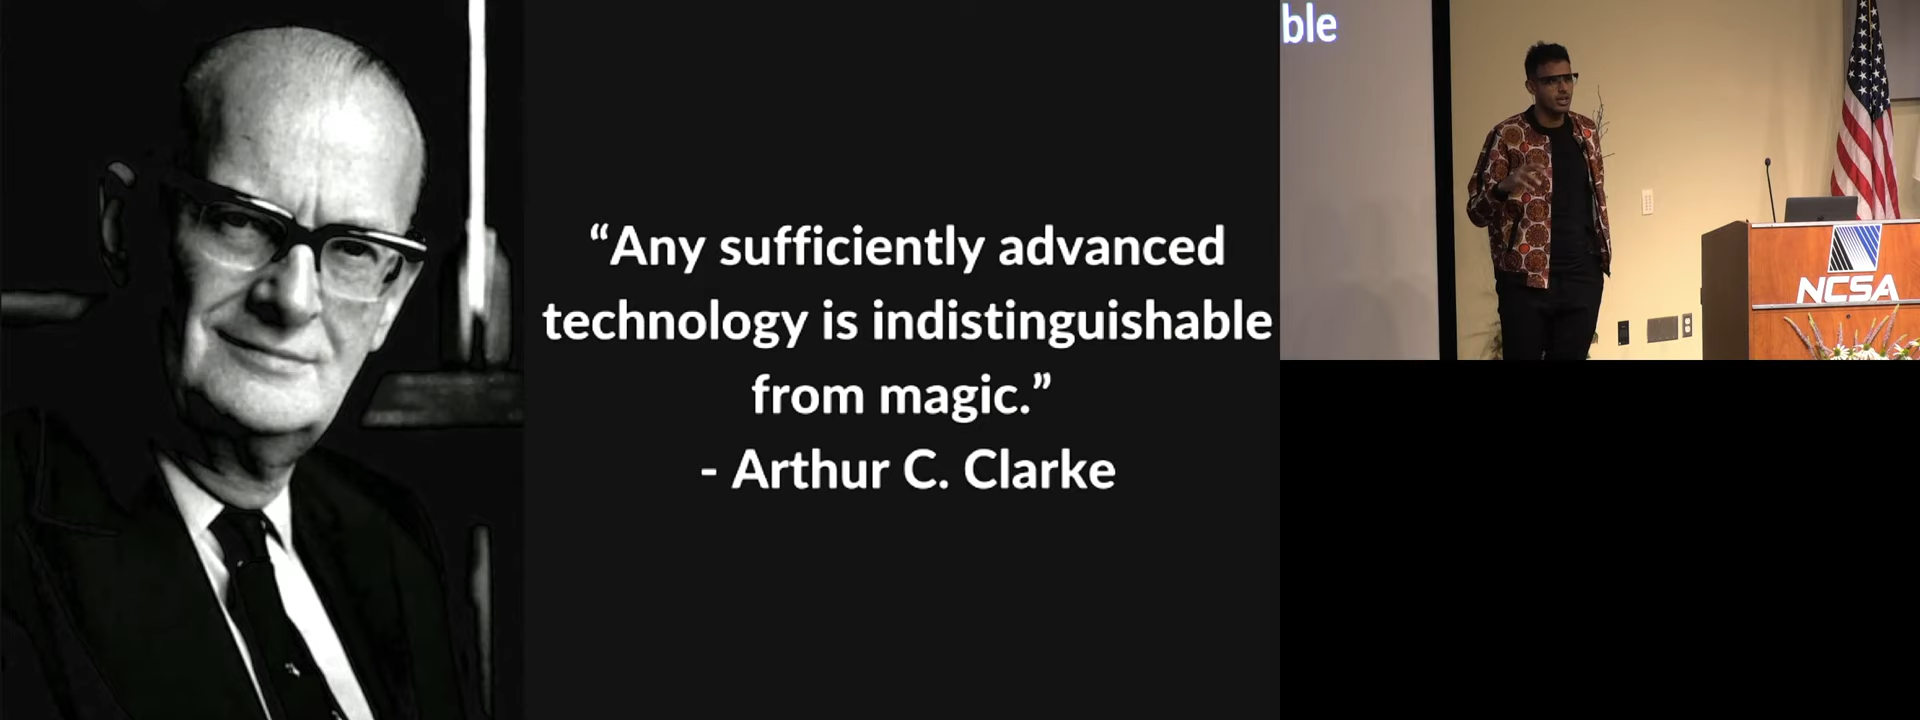 “Any sufficiently advanced
technology is indistinguishable
from magic.”
- Arthur C. Clarke
ble
NCSA